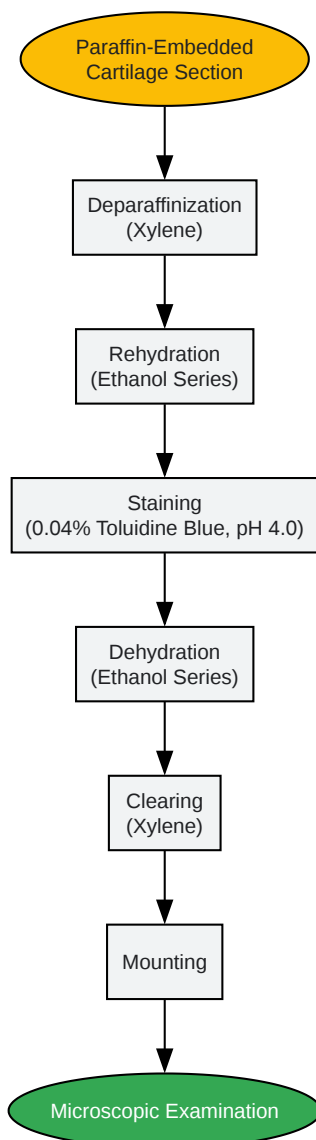 Paraffin-Embedded
Cartilage Section
Deparaffinization
(Xylene)
Rehydration
(Ethanol Series)
Staining
(0.04% Toluidine Blue, pH 4.0)
Dehydration
(Ethanol Series)
Clearing
(Xylene)
Mounting
Microscopic Examination